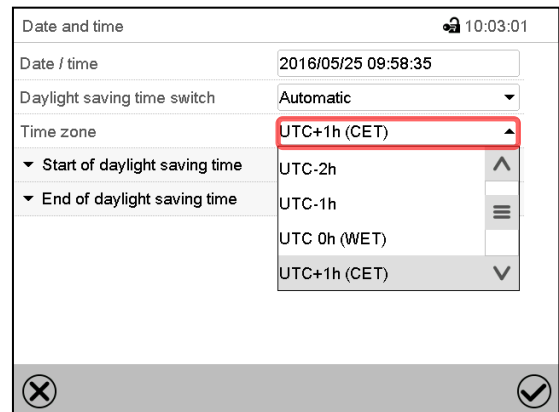 Date and time 10:03:01
Date / time 2016/05/25 09:58:35
Daylight saving time switch Automatic
Time zone UTC+1h (CET)
Start of daylight saving time UTC-2h
End of daylight saving time UTC-1h
UTC 0h (WET)
UTC+1h (CET)